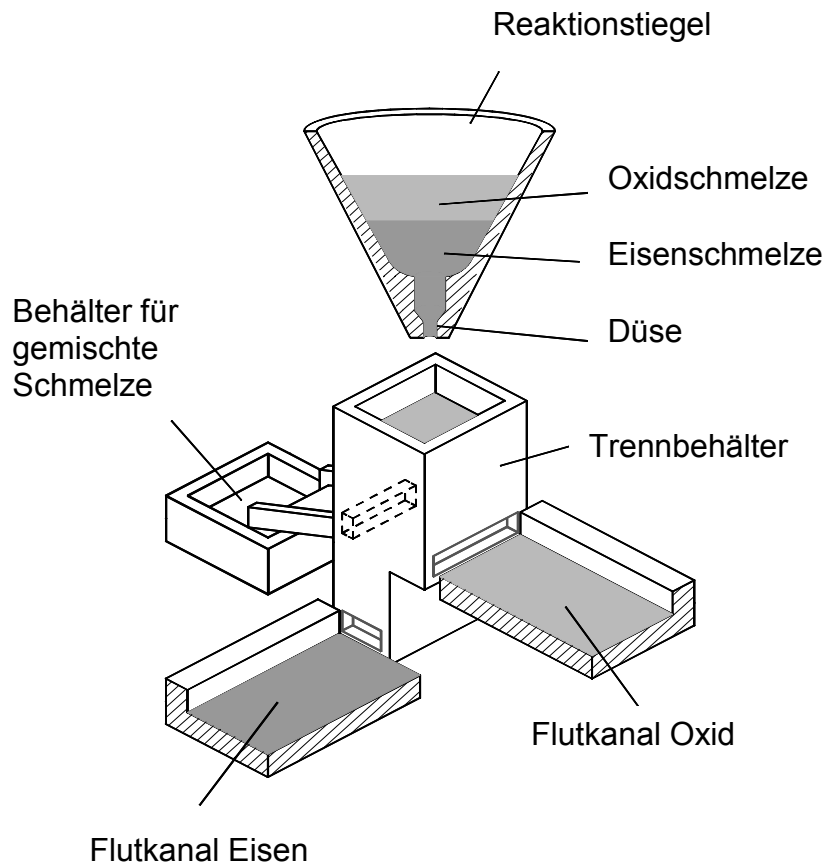 Reaktionstiegel
Oxidschmelze
Eisenschmelze
Behälter für
gemischte
Schmelze
Düse
Trennbehälter
Flutkanal Oxid
Flutkanal Eisen